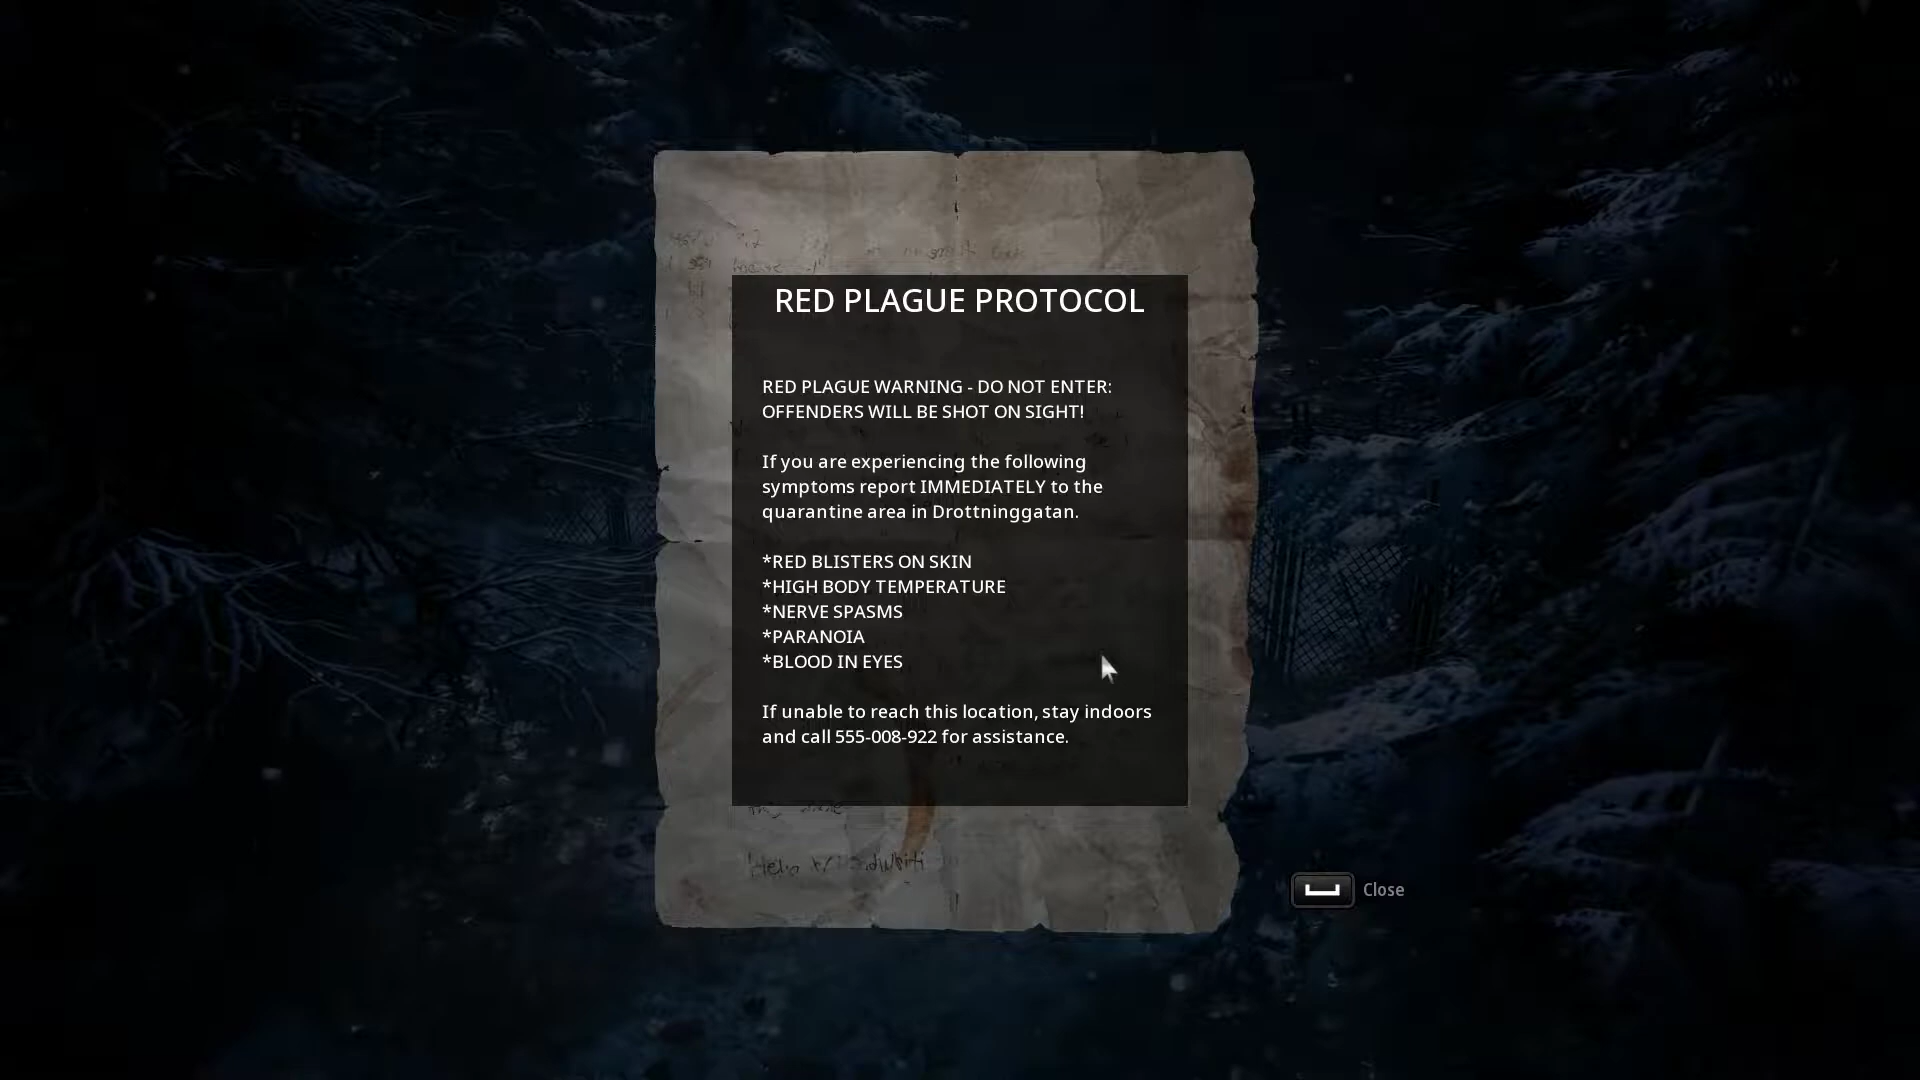 RED PLAGUE PROTOCOL
RED PLAGUE WARNING - DO NOT ENTER:
OFFENDERS WILL BE SHOT ON SIGHT!
If you are experiencing the following
symptoms report IMMEDIATELY to the
quarantine area in Drottninggatan.
*RED BLISTERS ON SKIN
*HIGH BODY TEMPERATURE
*NERVE SPASMS
*PARANOIA
*BLOOD IN EYES
If unable to reach this location, stay indoors
and call 555-008-922 for assistance.
Close